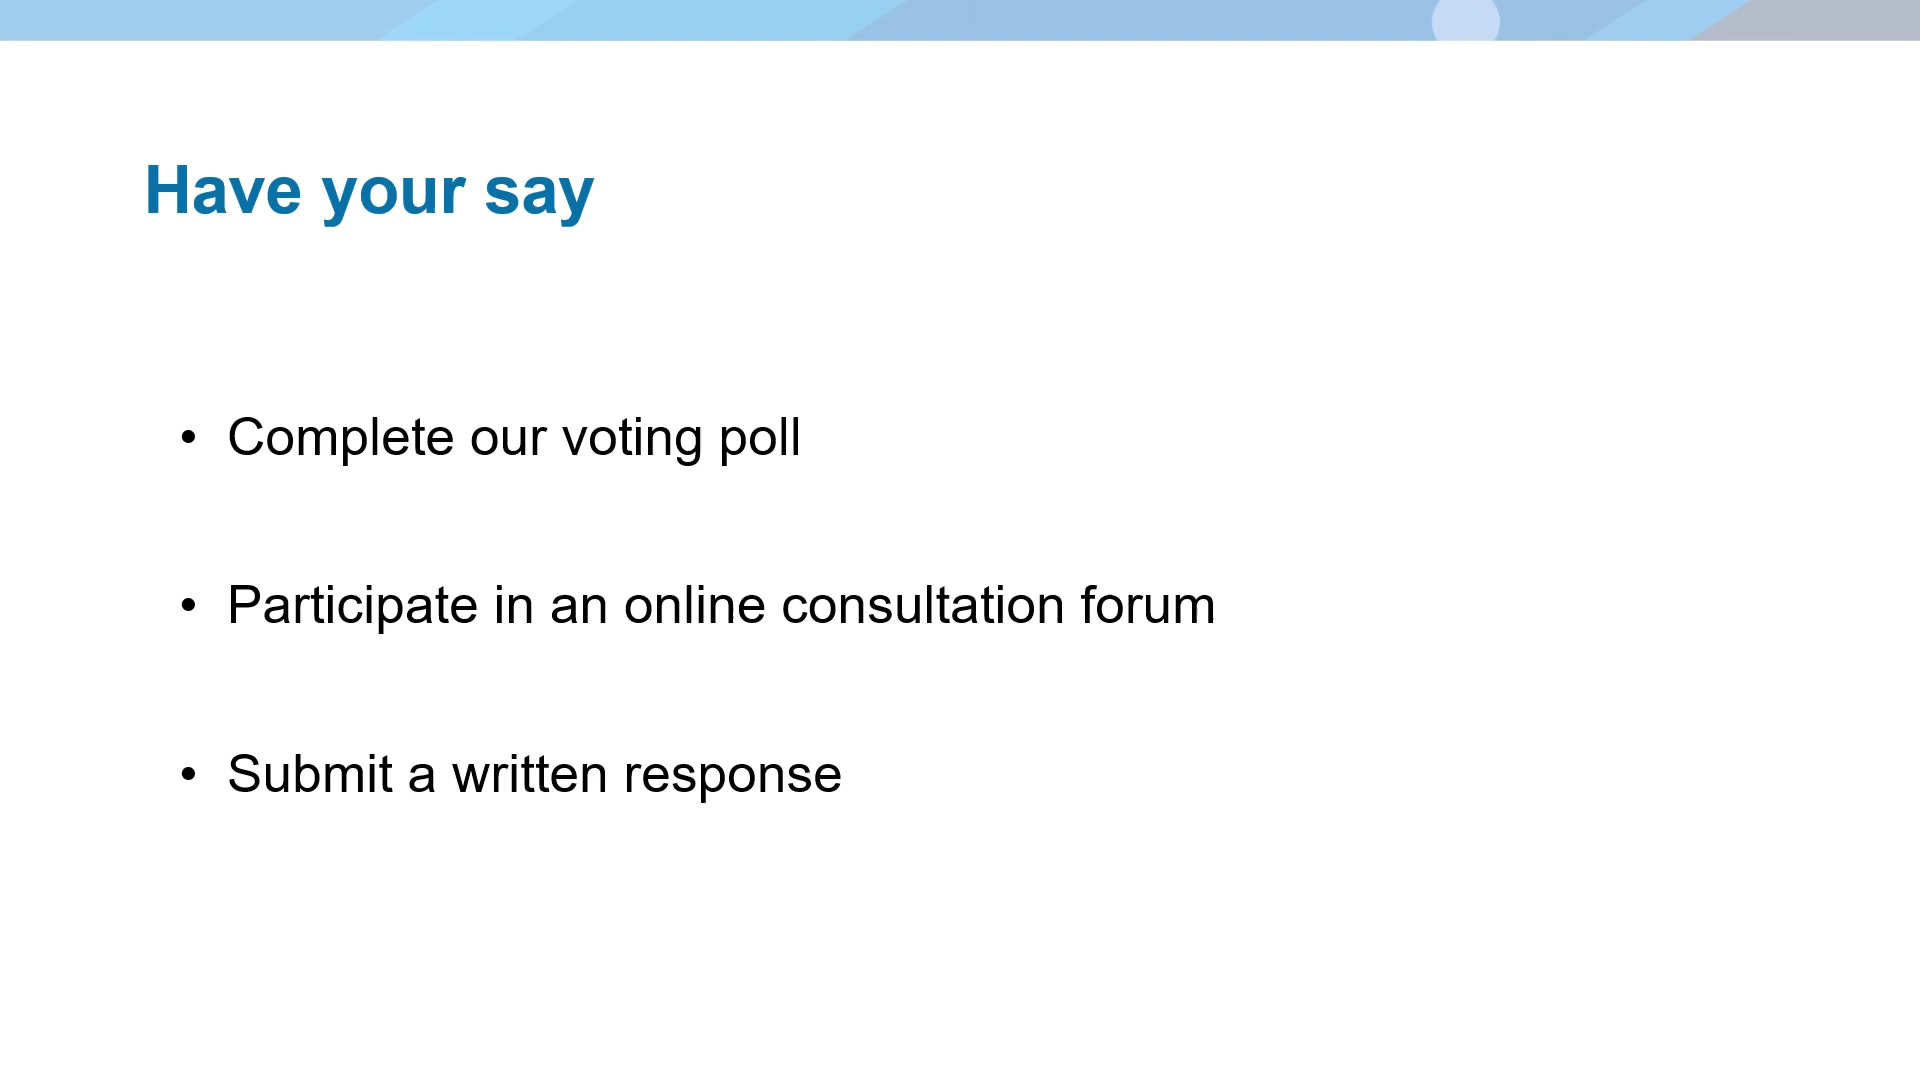 Have your say
• Complete our voting poll
• Participate in an online consultation forum
• Submit a written response